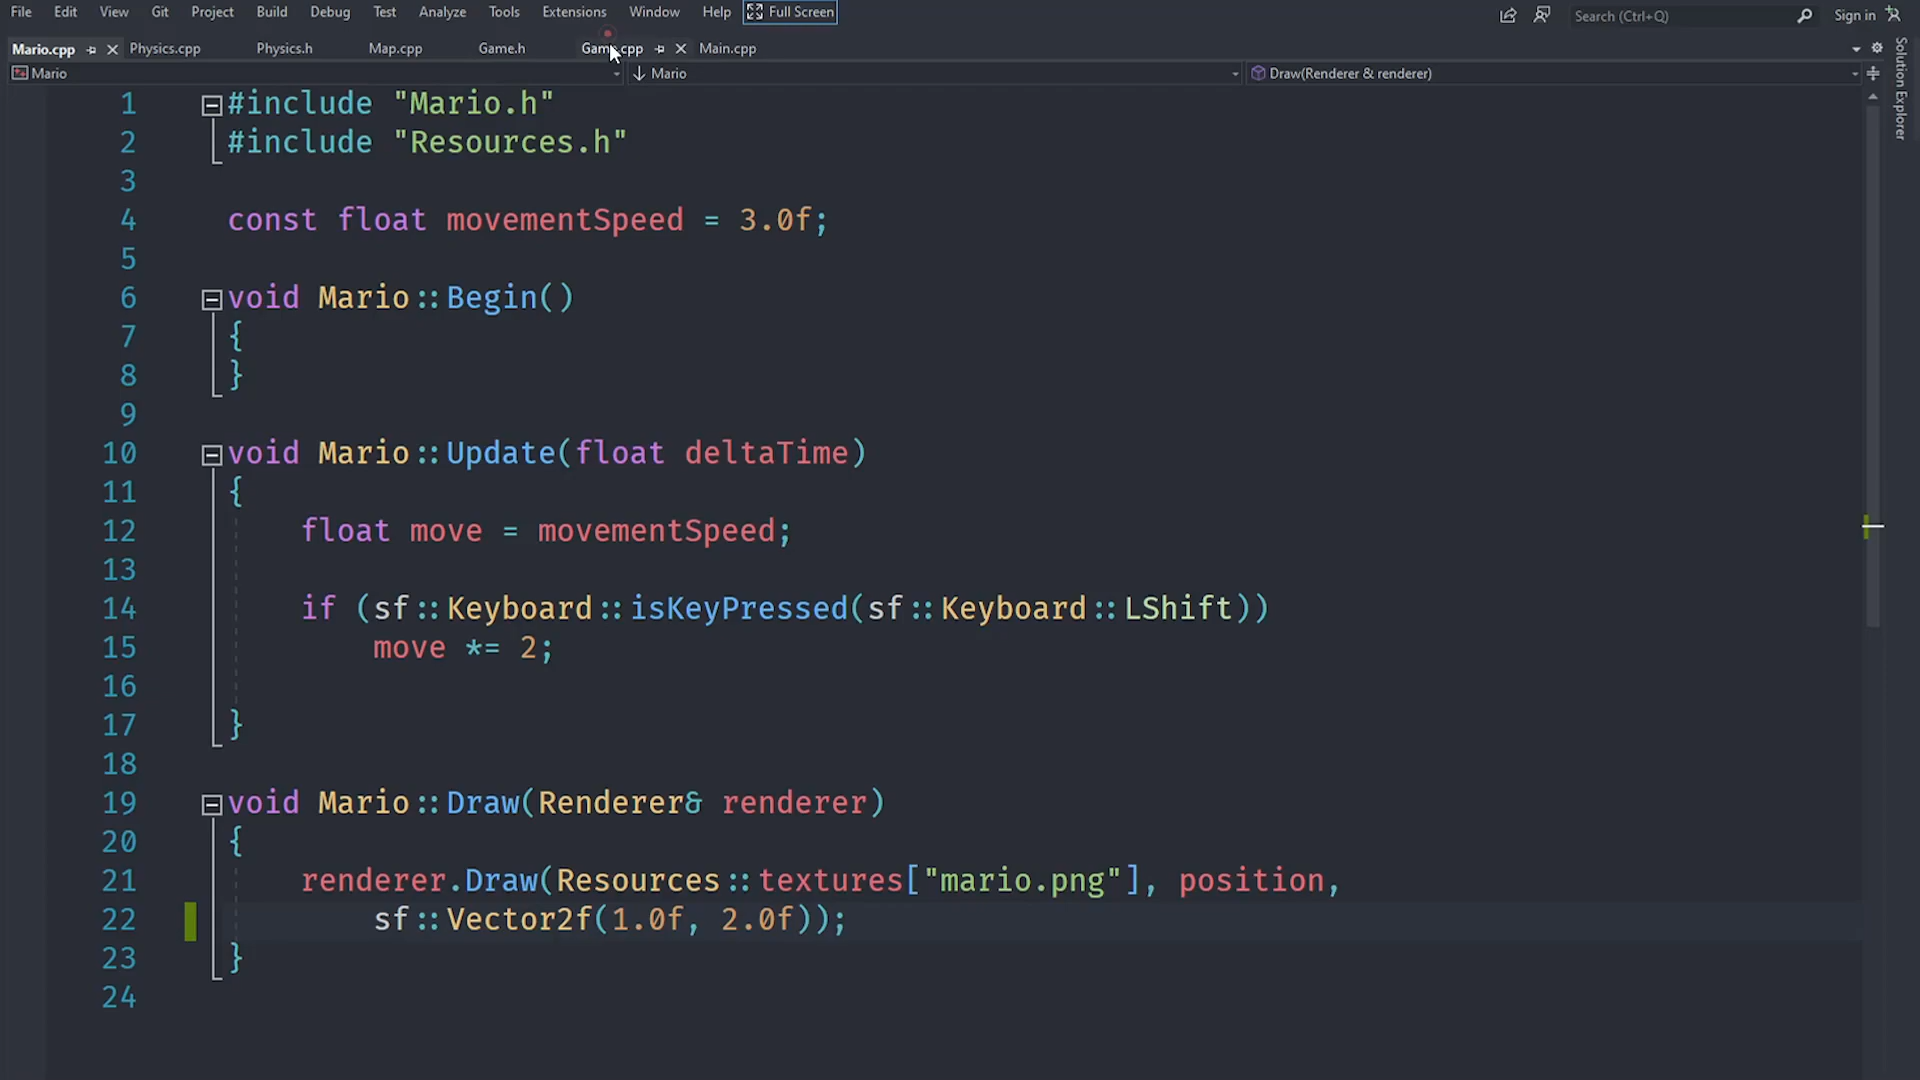 File Edit View Git Project Build Debug Test Analyze Tools Extensions Window Help Full Screen Search (Ctrl+Q) Sign in
Mario.cpp Physics.cpp Physics.h Map.cpp Game.h Game.cpp Main.cpp
Mario Mario Draw(Renderer & renderer)
Solution Explorer
1 #include "Mario.h"
2 #include "Resources.h"
3
4 const float movementSpeed = 3.0f;
5
6 void Mario::Begin()
7 {
8 }
9
10 void Mario::Update(float deltaTime)
11 {
12 float move = movementSpeed;
13
14 if (sf::Keyboard::isKeyPressed(sf::Keyboard::LShift))
15 move *= 2;
16
17 }
18
19 void Mario::Draw(Renderer& renderer)
20 {
21 renderer.Draw(Resources::textures["mario.png"], position,
22 sf::Vector2f(1.0f, 2.0f));
23 }
24